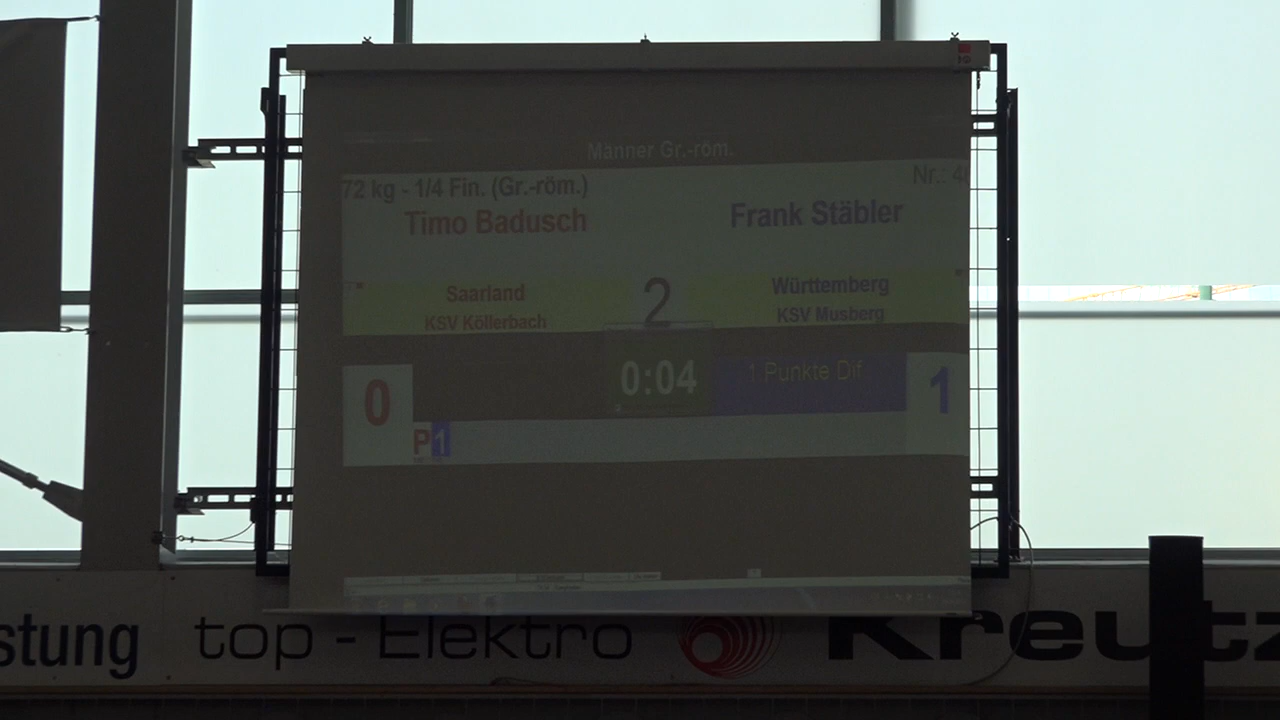 Männer Gr.-röm.
72 kg - 1/4 Fin. (Gr.-röm.)
Nr.: 4
Timo Badusch
Frank Stäbler
Saarland
2
Württemberg
KSV Köllerbach
KSV Musberg
0
0:04
1 Punkte Dif
1
P1
stung
top - Elektro
Kreutz